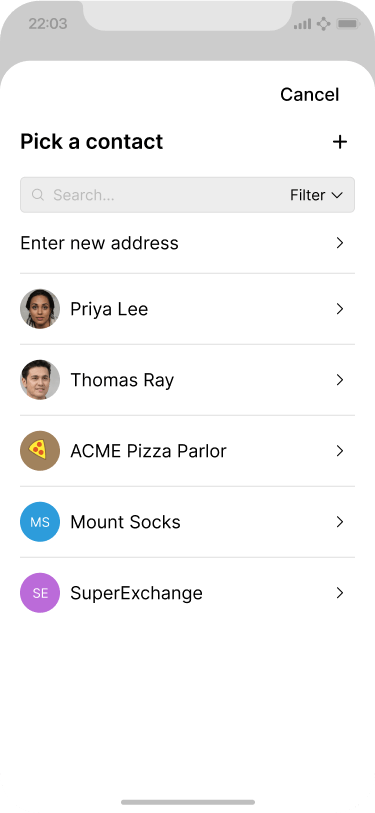 22:03
Cancel
Pick a contact
Search...
Filter
Enter new address
Priya Lee
Thomas Ray
ACME Pizza Parlor
MS
Mount Socks
SE
SuperExchange